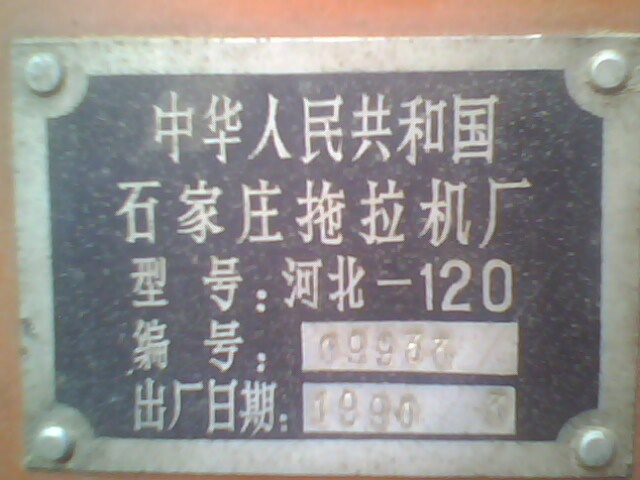 中华人民共和国
石家庄拖拉机厂
型号:河北-120
编号:
出厂日期:1990